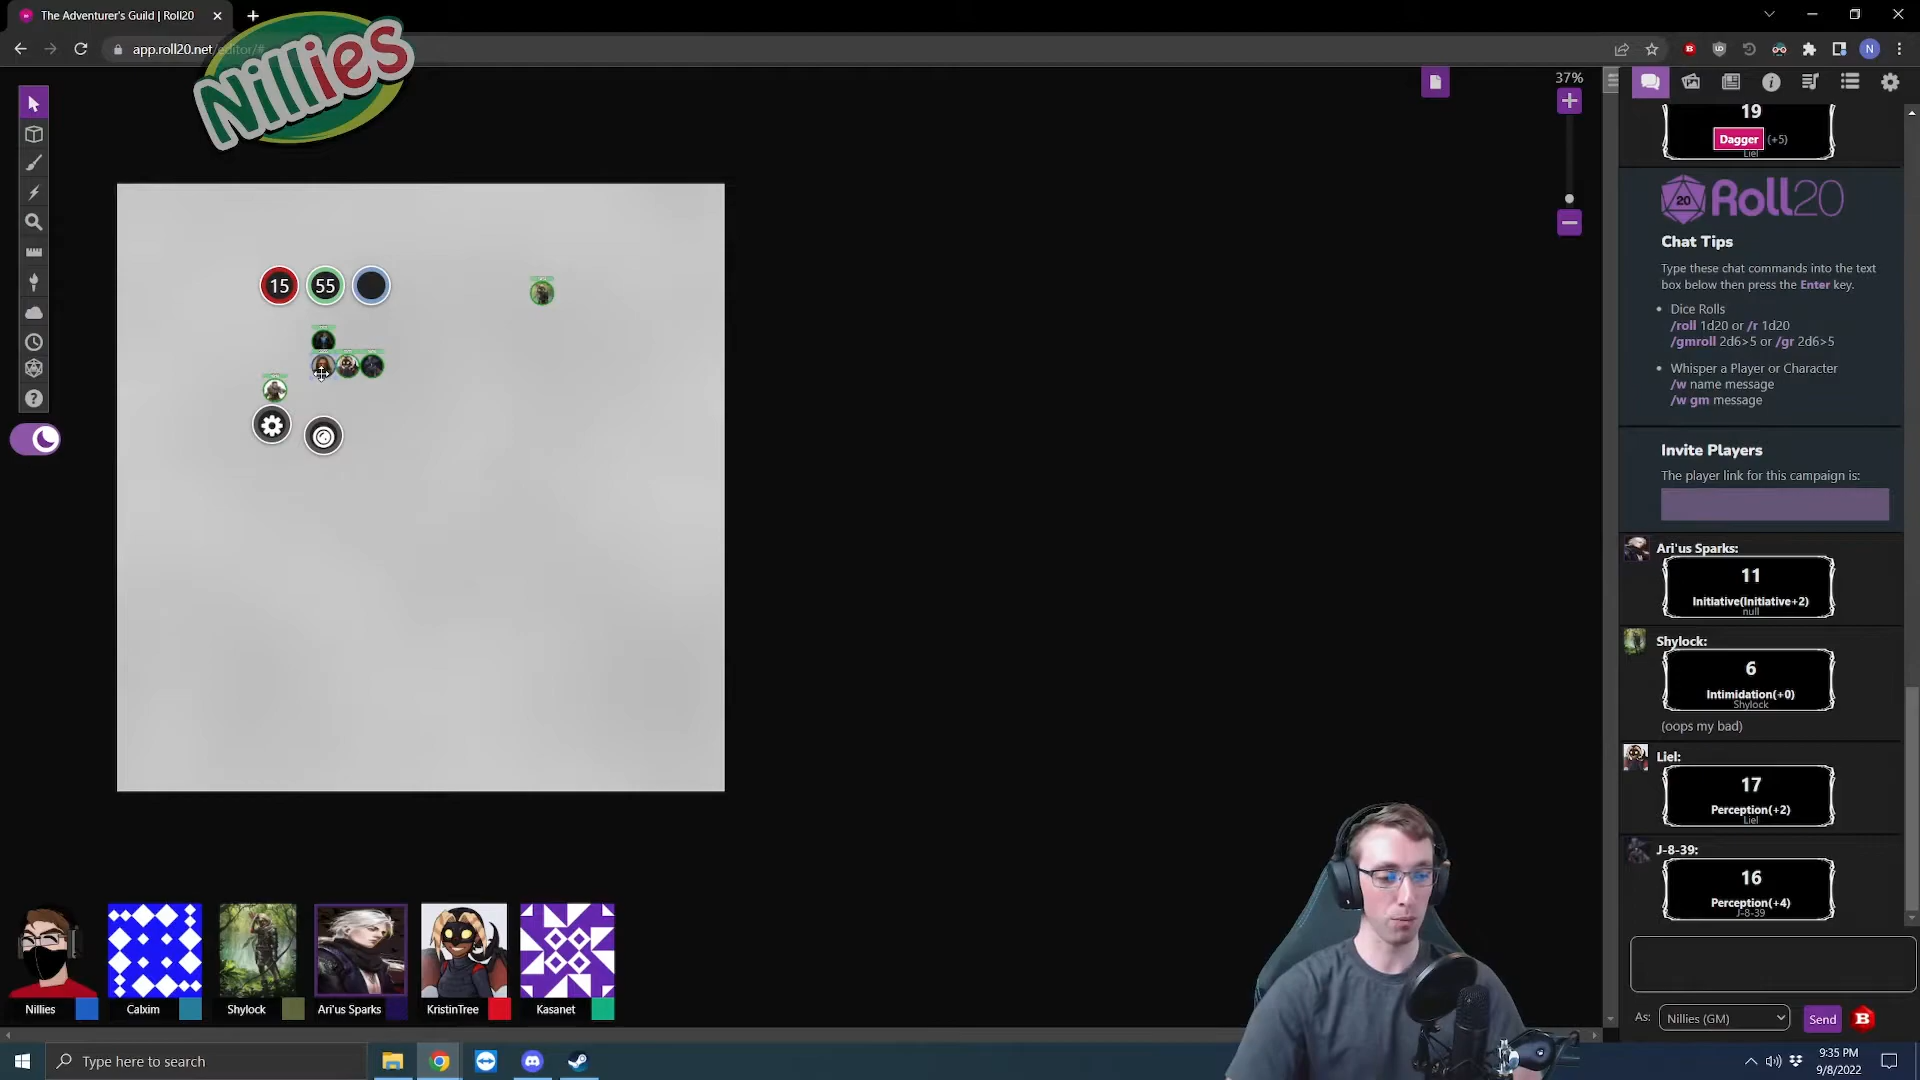 The Adventurer's Guild | Roll20
app.roll20.net/editor/#
Nillies
37%
19
Dagger (+5)
Liel
20
Roll20
Chat Tips
Type these chat commands into the text
box below then press the Enter key.
Dice Rolls
/roll 1d20 or /r 1d20
/gmroll 2d6>5 or /gr 2d6>5
Whisper a Player or Character
/w name message
/w gm message
Invite Players
The player link for this campaign is:
15
55
Ari'us Sparks:
11
Initiative(Initiative+2)
null
Shylock:
6
Intimidation(+0)
Shylock
(oops my bad)
Liel:
17
Perception(+2)
Liel
J-8-39:
16
Perception(+4)
J-8-39
Nillies
Calxim
Shylock
Ari'us Sparks
KristinTree
Kasanet
As:
Nillies (GM)
Send
B
N
Type here to search
9:35 PM
9/8/2022